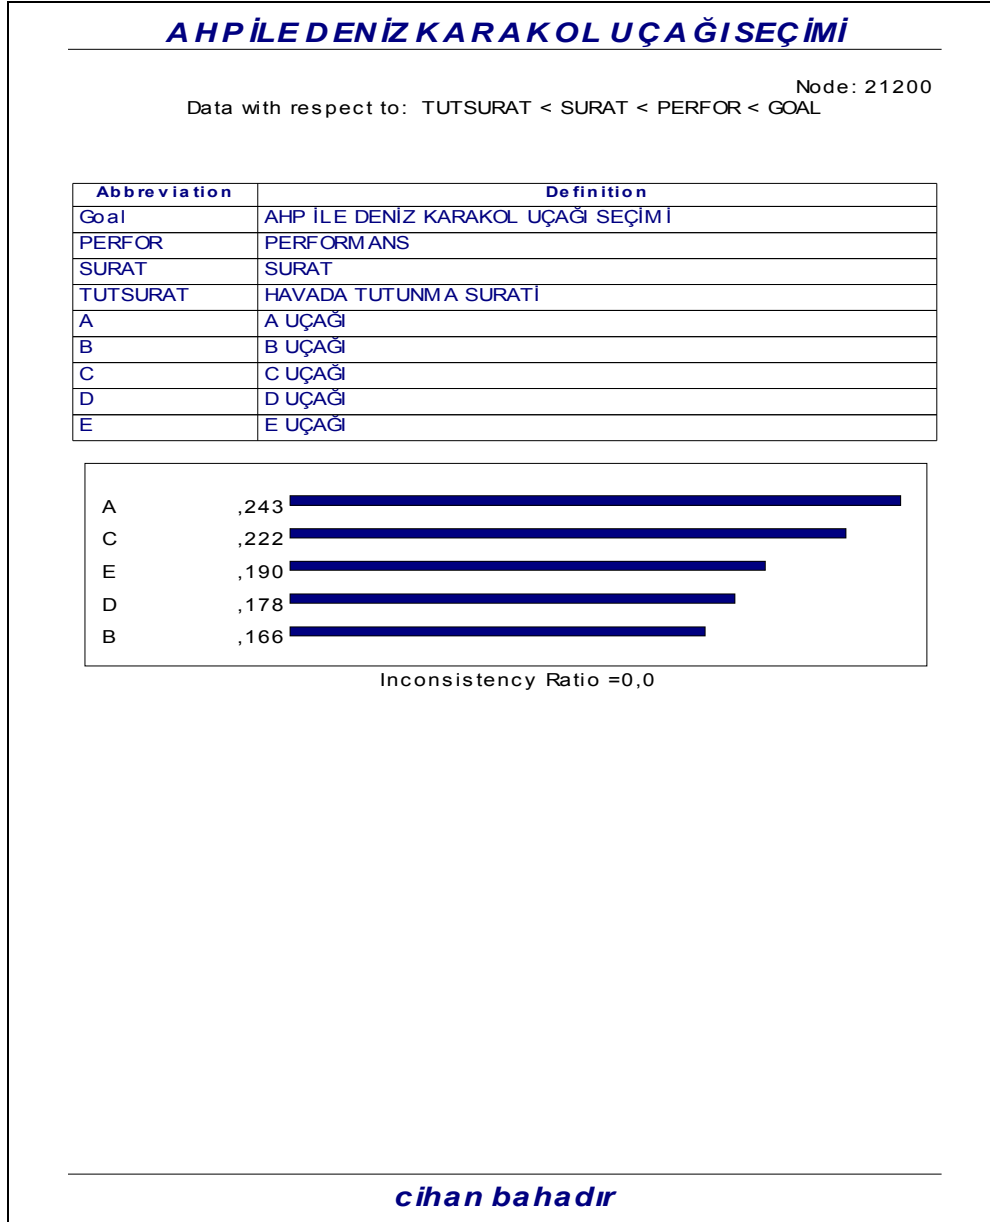 AHP İLE DENİZ KARAKOL UÇAĞI SEÇİMİ
Node: 21200
Data with respect to: TUTSURAT < SURAT < PERFOR < GOAL
Abbreviation Definition
Goal AHP İLE DENİZ KARAKOL UÇAĞI SEÇİMİ
PERFOR PERFORMANS
SURAT SURAT
TUTSURAT HAVADA TUTUNMA SURATİ
A A UÇAĞI
B B UÇAĞI
C C UÇAĞI
D D UÇAĞI
E E UÇAĞI
A ,243
C ,222
E ,190
D ,178
B ,166
Inconsistency Ratio =0,0
cihan bahadır